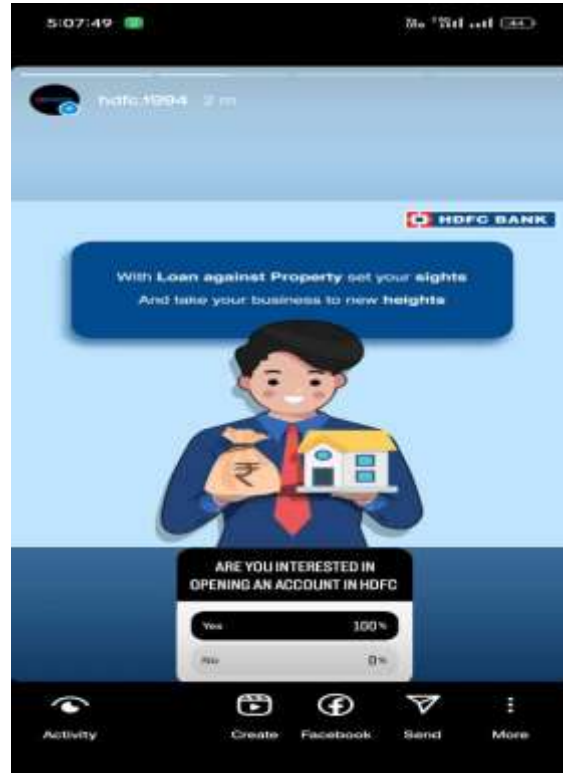 5:07:49
44
hdfc.1994 2 m
HDFC BANK
With Loan against Property set your sights
And take your business to new heights
₹
ARE YOU INTERESTED IN
OPENING AN ACCOUNT IN HDFC
Yes 100%
No 0%
Activity Create Facebook Send More